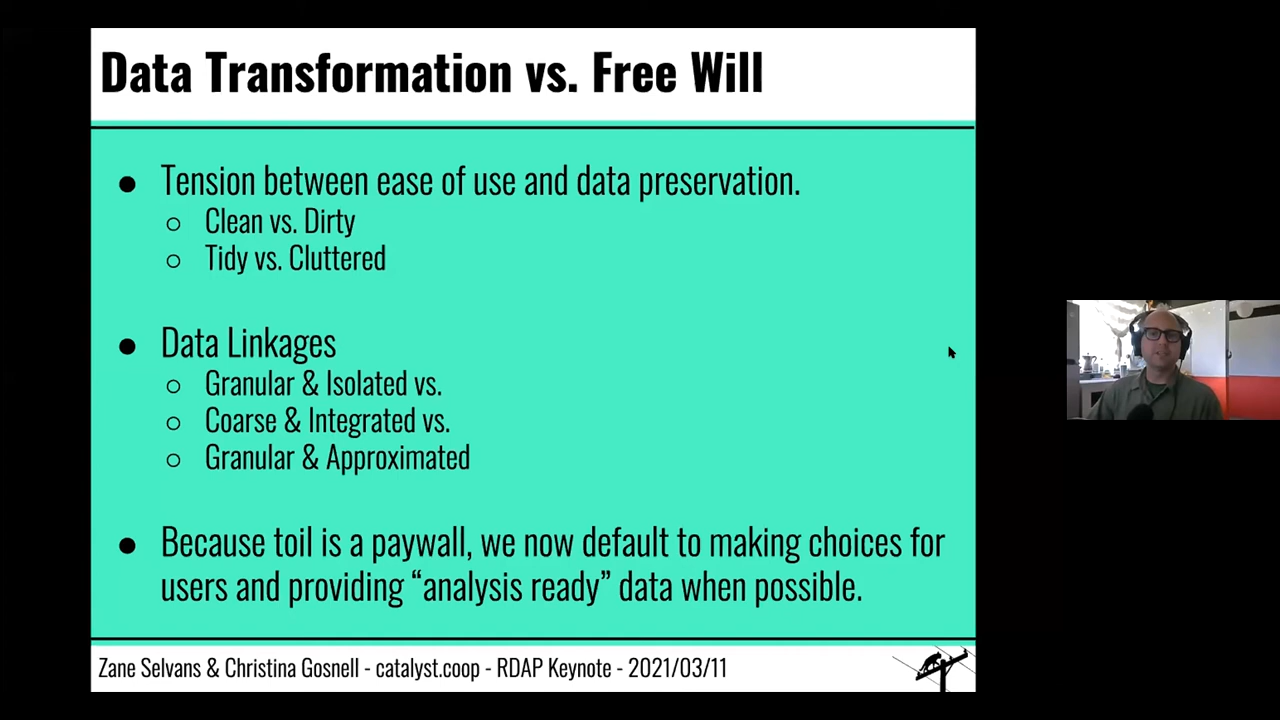 Data Transformation vs. Free Will
● Tension between ease of use and data preservation.
○ Clean vs. Dirty
○ Tidy vs. Cluttered
● Data Linkages
○ Granular & Isolated vs.
○ Coarse & Integrated vs.
○ Granular & Approximated
● Because toil is a paywall, we now default to making choices for
users and providing “analysis ready” data when possible.
Zane Selvans & Christina Gosnell - catalyst.coop - RDAP Keynote - 2021/03/11